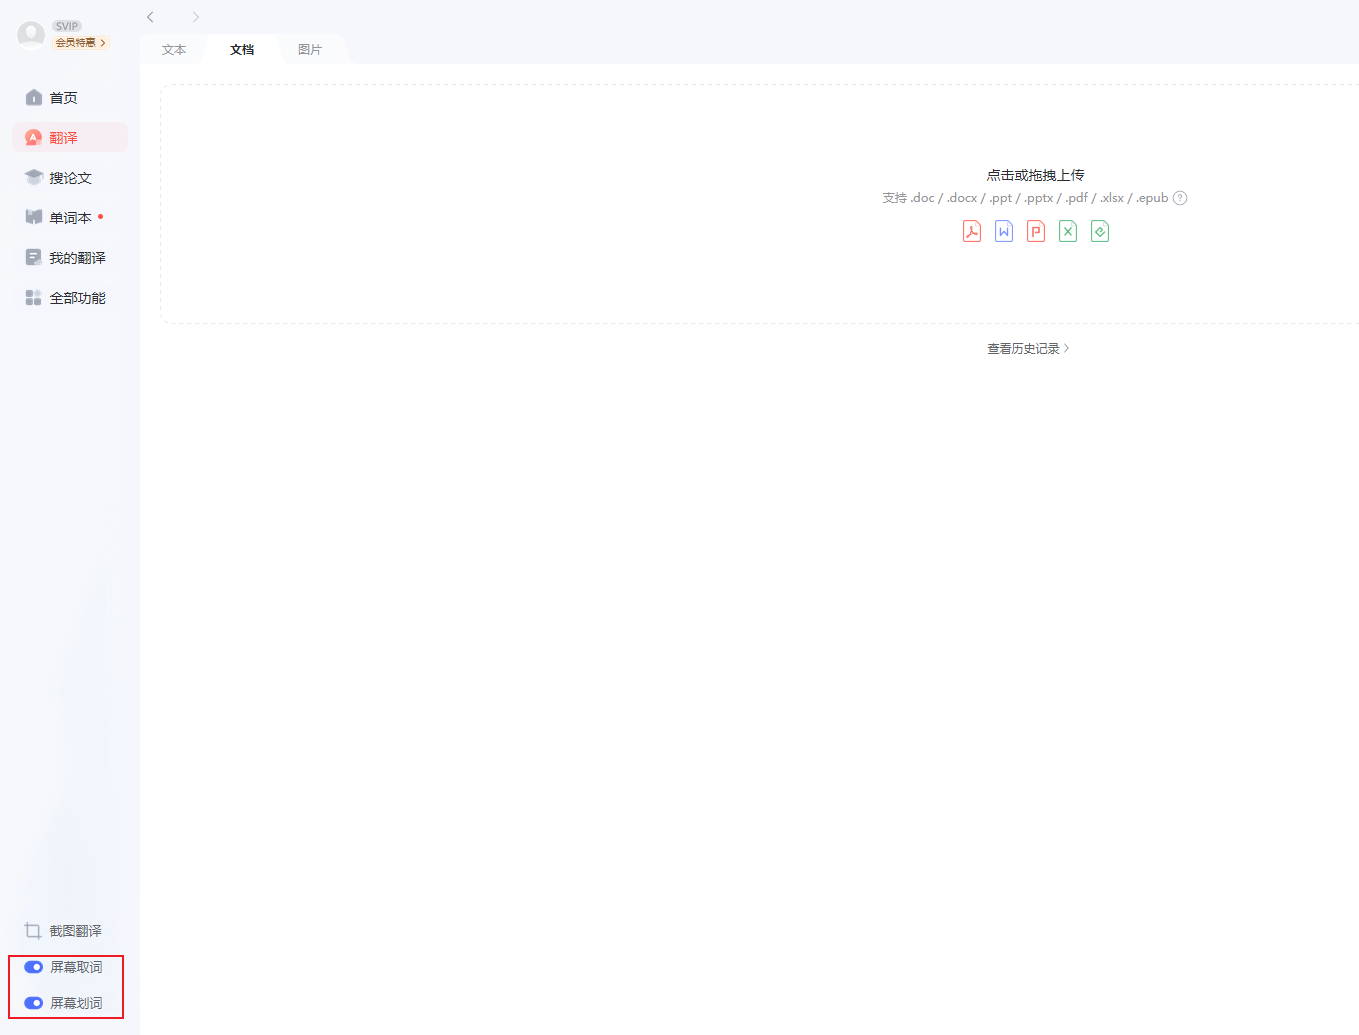 SVIP
会员特惠
文本
文档
图片
首页
翻译
搜论文
单词本
我的翻译
全部功能
点击或拖拽上传
支持 .doc / .docx / .ppt / .pptx / .pdf / .xlsx / .epub
查看历史记录
截图翻译
屏幕取词
屏幕划词